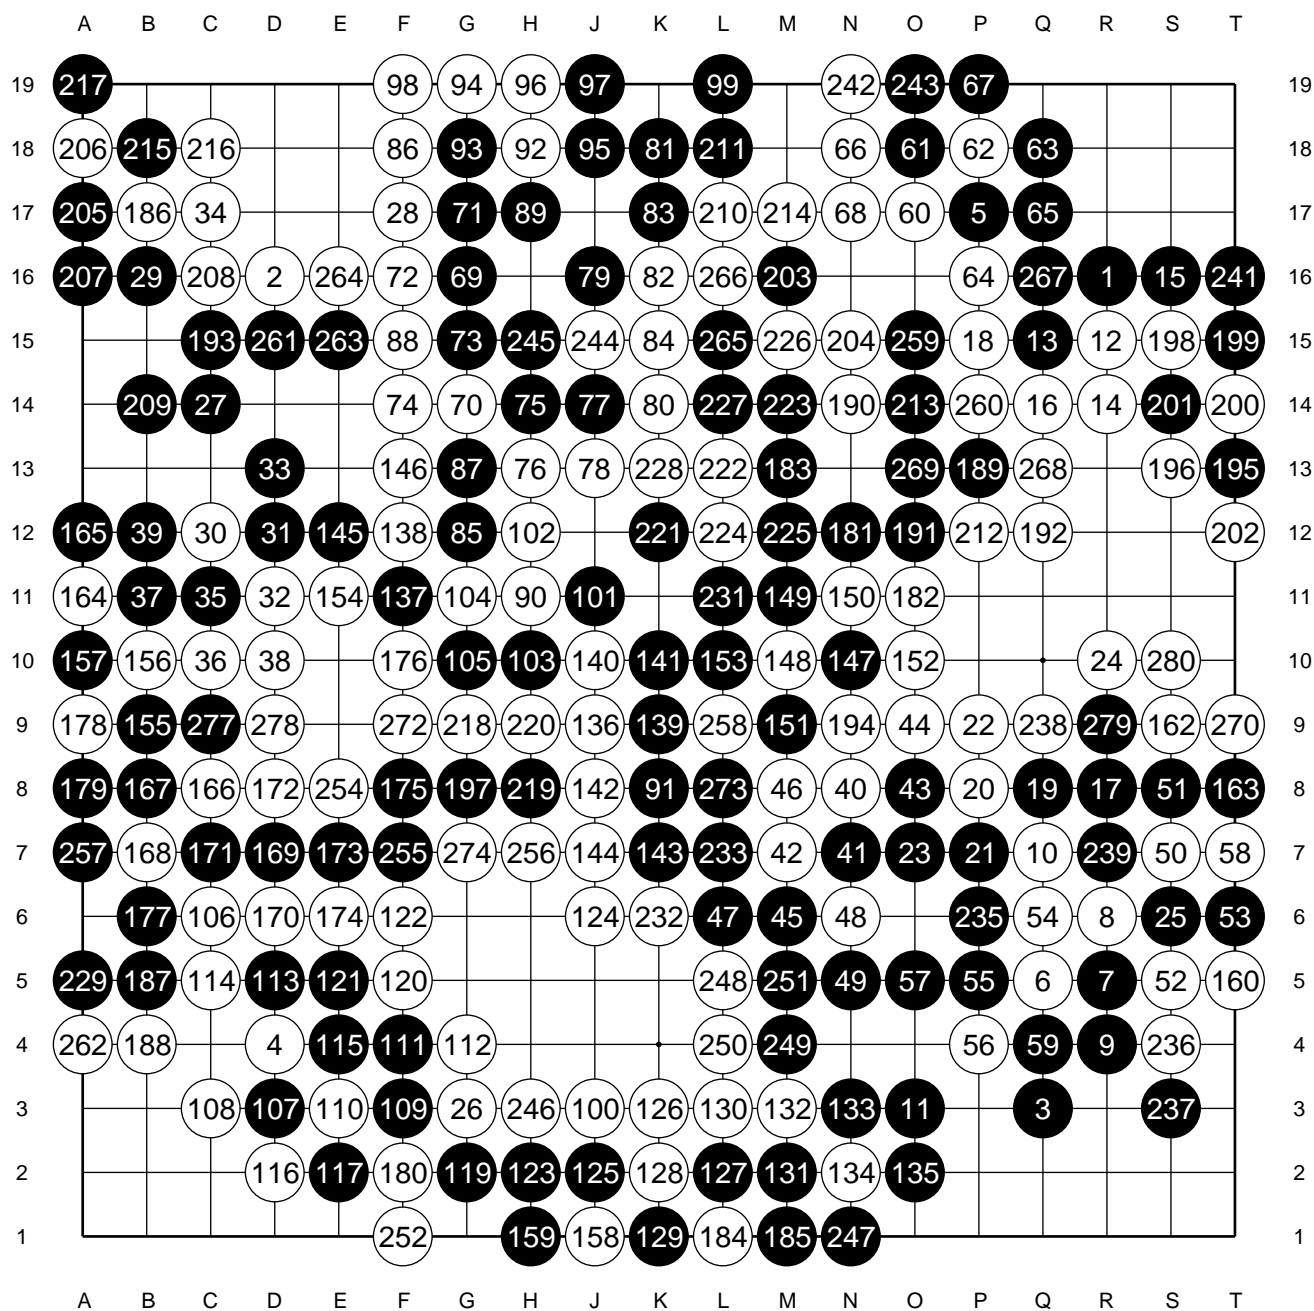 A B C D E F G H J K L M N O P Q R S T
19 217 98 94 96 97 99 242 243 67 19
18 206 215 216 86 93 92 95 81 211 66 61 62 63 18
17 205 186 34 28 71 89 83 210 214 68 60 5 65 17
16 207 29 208 2 264 72 69 79 82 266 203 64 267 1 15 241 16
15 193 261 263 88 73 245 244 84 265 226 204 259 18 13 12 198 199 15
14 209 27 74 70 75 77 80 227 223 190 213 260 16 14 201 200 14
13 33 146 87 76 78 228 222 183 269 189 268 196 195 13
12 165 39 30 31 145 138 85 102 221 224 225 181 191 212 192 202 12
11 164 37 35 32 154 137 104 90 101 231 149 150 182 11
10 157 156 36 38 176 105 103 140 141 153 148 147 152 24 280 10
9 178 155 277 278 272 218 220 136 139 258 151 194 44 22 238 279 162 270 9
8 179 167 166 172 254 175 197 219 142 91 273 46 40 43 20 19 17 51 163 8
7 257 168 171 169 173 255 274 256 144 143 233 42 41 23 21 10 239 50 58 7
6 177 106 170 174 122 124 232 47 45 48 235 54 8 25 53 6
5 229 187 114 113 121 120 248 251 49 57 55 6 7 52 160 5
4 262 188 4 115 111 112 250 249 56 59 9 236 4
3 108 107 110 109 26 246 100 126 130 132 133 11 3 237 3
2 116 117 180 119 123 125 128 127 131 134 135 2
1 252 159 158 129 184 185 247 1
A B C D E F G H J K L M N O P Q R S T